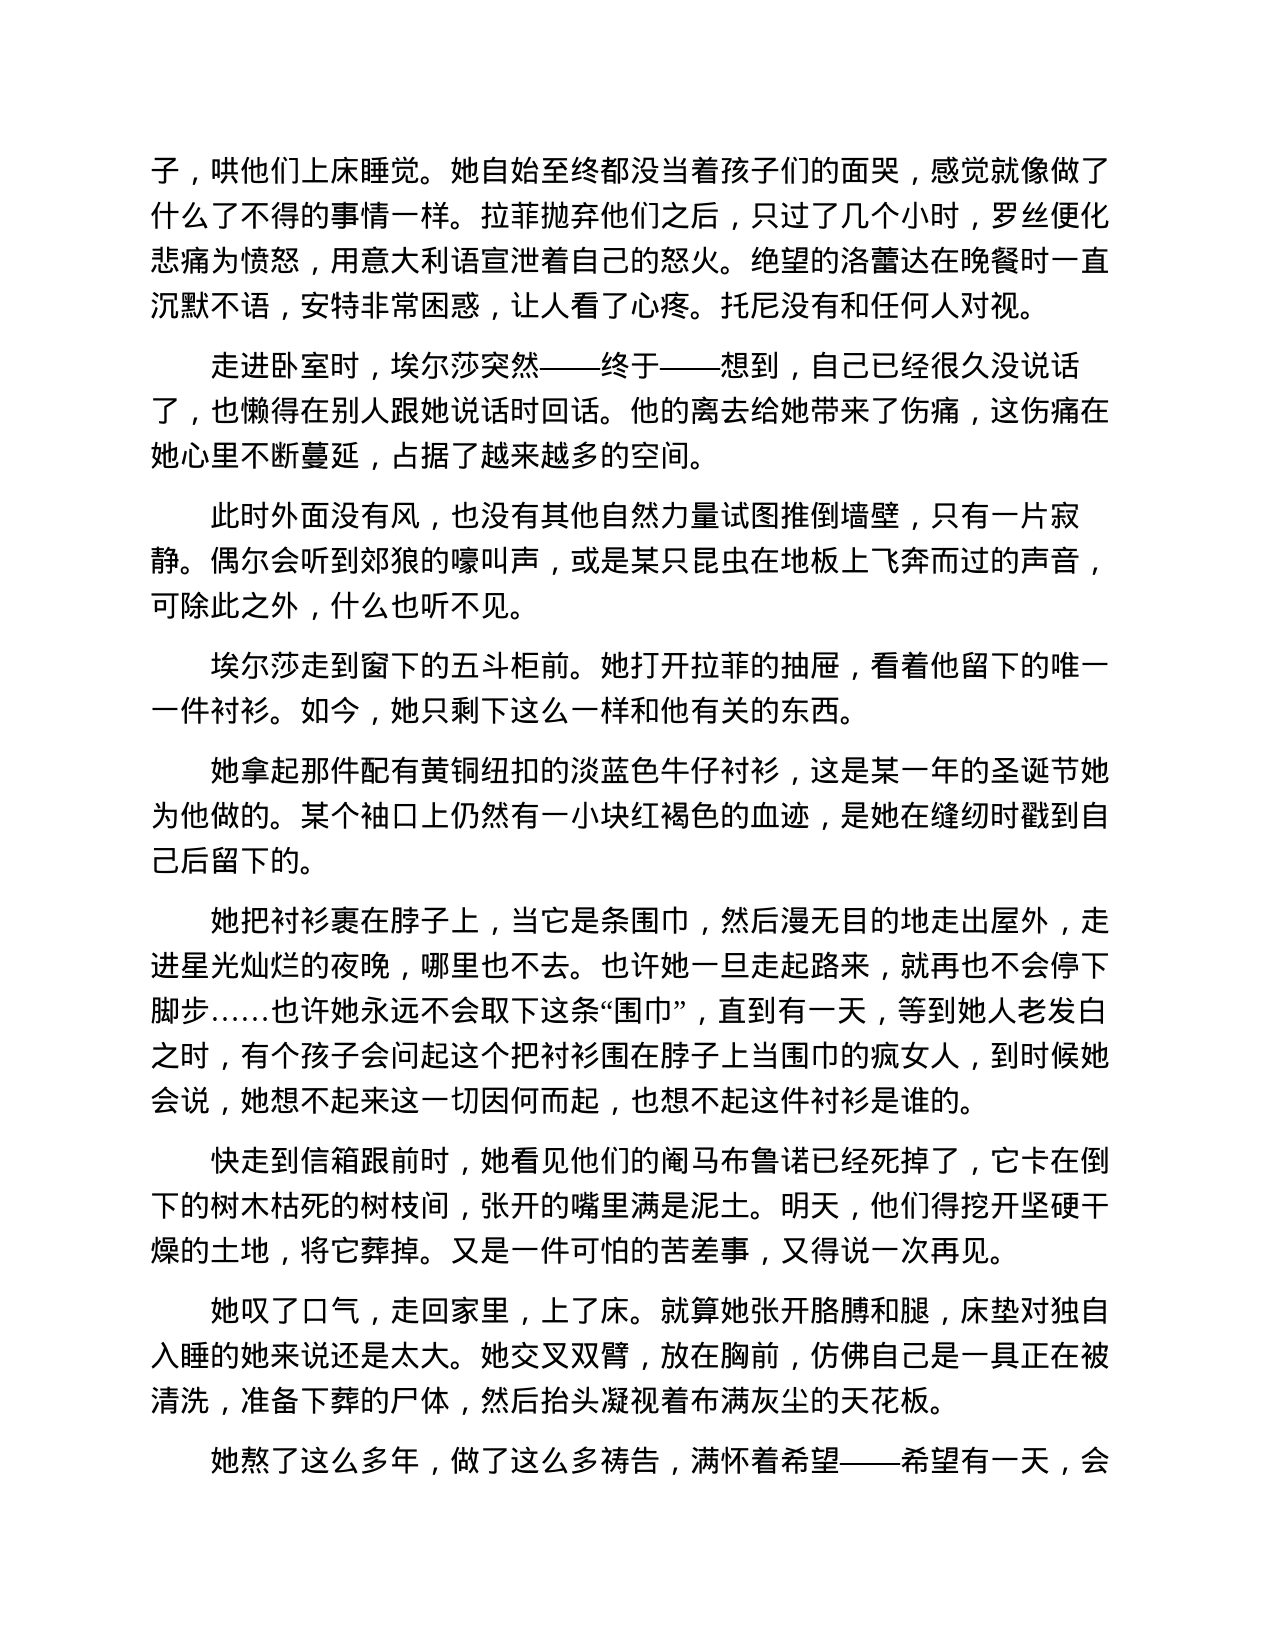 子，哄他们上床睡觉。她自始至终都没当着孩子们的面哭，感觉就像做了
什么了不得的事情一样。拉菲抛弃他们之后，只过了几个小时，罗丝便化
悲痛为愤怒，用意大利语宣泄着自己的怒火。绝望的洛蕾达在晚餐时一直
沉默不语，安特非常困惑，让人看了心疼。托尼没有和任何人对视。
走进卧室时，埃尔莎突然——终于——想到，自己已经很久没说话
了，也懒得在别人跟她说话时回话。他的离去给她带来了伤痛，这伤痛在
她心里不断蔓延，占据了越来越多的空间。
此时外面没有风，也没有其他自然力量试图推倒墙壁，只有一片寂
静。偶尔会听到郊狼的嚎叫声，或是某只昆虫在地板上飞奔而过的声音，
可除此之外，什么也听不见。
埃尔莎走到窗下的五斗柜前。她打开拉菲的抽屉，看着他留下的唯一
一件衬衫。如今，她只剩下这么一样和他有关的东西。
她拿起那件配有黄铜纽扣的淡蓝色牛仔衬衫，这是某一年的圣诞节她
为他做的。某个袖口上仍然有一小块红褐色的血迹，是她在缝纫时戳到自
己后留下的。
她把衬衫裹在脖子上，当它是条围巾，然后漫无目的地走出屋外，走
进星光灿烂的夜晚，哪里也不去。也许她一旦走起路来，就再也不会停下
脚步……也许她永远不会取下这条“围巾”，直到有一天，等到她人老发白
之时，有个孩子会问起这个把衬衫围在脖子上当围巾的疯女人，到时候她
会说，她想不起来这一切因何而起，也想不起这件衬衫是谁的。
快走到信箱跟前时，她看见他们的阉马布鲁诺已经死掉了，它卡在倒
下的树木枯死的树枝间，张开的嘴里满是泥土。明天，他们得挖开坚硬干
燥的土地，将它葬掉。又是一件可怕的苦差事，又得说一次再见。
她叹了口气，走回家里，上了床。就算她张开胳膊和腿，床垫对独自
入睡的她来说还是太大。她交叉双臂，放在胸前，仿佛自己是一具正在被
清洗，准备下葬的尸体，然后抬头凝视着布满灰尘的天花板。
她熬了这么多年，做了这么多祷告，满怀着希望——希望有一天，会